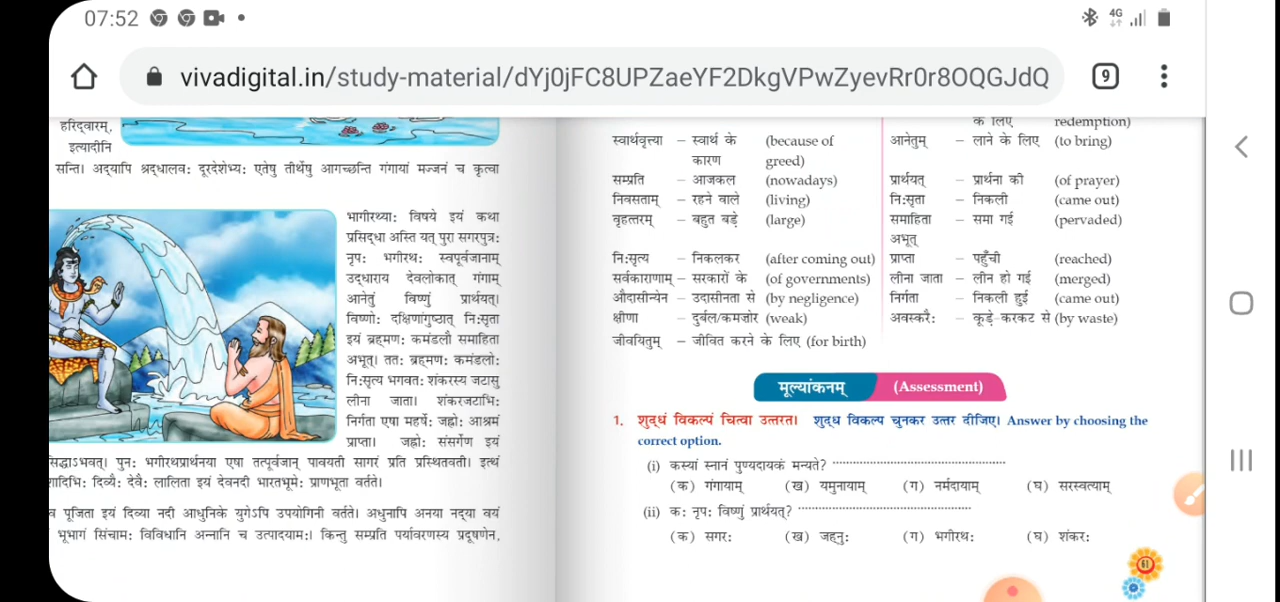 07:52
4G
vivadigital.in/study-material/dYj0jFC8UPZaeYF2DkgVPwZyevRr0r8OQGJdQ
9
हरिद्वारम्,
इत्यादीनि
सन्ति। अद्यापि श्रद्धालवः दूरदेशेभ्यः एतेषु तीर्थेषु आगच्छन्ति गंगायां मज्जनं च कृत्वा
भागीरथ्याः विषये इयं कथा
प्रसिद्धा अस्ति यत् पुरा सगरपुत्रः
नृपः भगीरथः स्वपूर्वजानाम्
उद्धाराय देवलोकात् गंगाम्
आनेतुं विष्णुं प्रार्थयत्।
विष्णोः दक्षिणांगुष्ठात् निःसृता
इयं ब्रह्मणः कमंडलौ समाहिता
अभूत्। ततः ब्रह्मणः कमंडलोः
निःसृत्य भगवतः शंकरस्य जटासु
लीना जाता। शंकरजटाभिः
निर्गता एषा महर्षेः जह्नोः आश्रमं
प्राप्ता। जह्नोः संसर्गेण इयं
सिद्धाऽभवत्। पुनः भगीरथप्रार्थनया एषा तत्पूर्वजान् पावयती सागरं प्रति प्रस्थितवती। इत्थं
शादिभिः दिव्यैः देवैः लालिता इयं देवनदी भारतभूमेः प्राणभूता वर्तते।
व पूजिता इयं दिव्या नदी आधुनिके युगेऽपि उपयोगिनी वर्तते। अधुनापि अनया नद्या वयं
भूभागं सिंचामः विविधानि अन्नानि च उत्पादयामः। किन्तु सम्प्रति पर्यावरणस्य प्रदूषणेन,
के लिए redemption)
स्वार्थवृत्त्या – स्वार्थ के (because of
कारण greed)
सम्प्रति – आजकल (nowadays)
निवसताम् – रहने वाले (living)
वृहत्तरम् – बहुत बड़े (large)
निःसृत्य – निकलकर (after coming out)
सर्वकाराणाम् – सरकारों के (of governments)
औदासीन्येन – उदासीनता से (by negligence)
क्षीणा – दुर्बल/कमज़ोर (weak)
जीवयितुम् – जीवित करने के लिए (for birth)
आनेतुम् – लाने के लिए (to bring)
प्रार्थयत् – प्रार्थना की (of prayer)
निःसृता – निकली (came out)
समाहिता – समा गई (pervaded)
अभूत्
प्राप्ता – पहुँची (reached)
लीना जाता – लीन हो गई (merged)
निर्गता – निकली हुई (came out)
अवस्करैः – कूड़े-करकट से (by waste)
मूल्यांकनम् (Assessment)
1. शुद्धं विकल्पं चित्वा उत्तरत। शुद्ध विकल्प चुनकर उत्तर दीजिए। Answer by choosing the
correct option.
(i) कस्यां स्नानं पुण्यदायकं मन्यते? ....................
(क) गंगायाम् (ख) यमुनायाम् (ग) नर्मदायाम् (घ) सरस्वत्याम्
(ii) कः नृपः विष्णुं प्रार्थयत्? ....................
(क) सगरः (ख) जह्नुः (ग) भगीरथः (घ) शंकरः
61